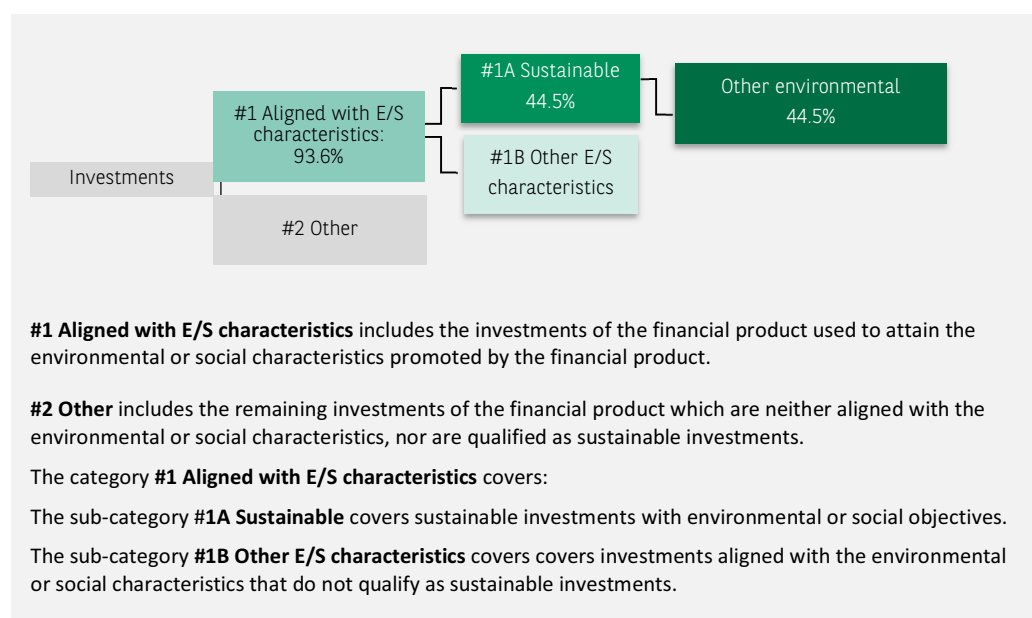 #1A Sustainable
44.5%
Other environmental
44.5%
#1 Aligned with E/S
characteristics:
93.6%
#1B Other E/S
characteristics
Investments
#2 Other
#1 Aligned with E/S characteristics includes the investments of the financial product used to attain the
environmental or social characteristics promoted by the financial product.
#2 Other includes the remaining investments of the financial product which are neither aligned with the
environmental or social characteristics, nor are qualified as sustainable investments.
The category #1 Aligned with E/S characteristics covers:
The sub-category #1A Sustainable covers sustainable investments with environmental or social objectives.
The sub-category #1B Other E/S characteristics covers covers investments aligned with the environmental
or social characteristics that do not qualify as sustainable investments.